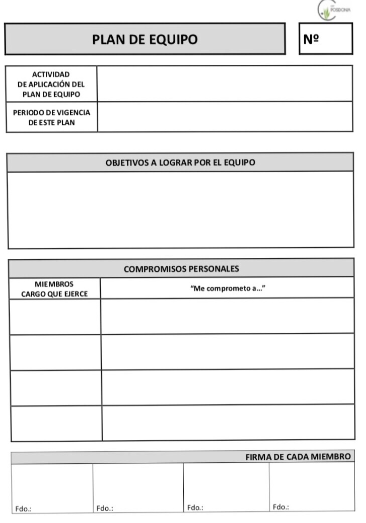 PLAN DE EQUIPO
Nº
ACTIVIDAD
DE APLICACIÓN DEL
PLAN DE EQUIPO
PERIODO DE VIGENCIA
DE ESTE PLAN
OBJETIVOS A LOGRAR POR EL EQUIPO
COMPROMISOS PERSONALES
MIEMBROS
CARGO QUE EJERCE
"Me comprometo a..."
FIRMA DE CADA MIEMBRO
Fdo.:
Fdo.:
Fdo.:
Fdo.: